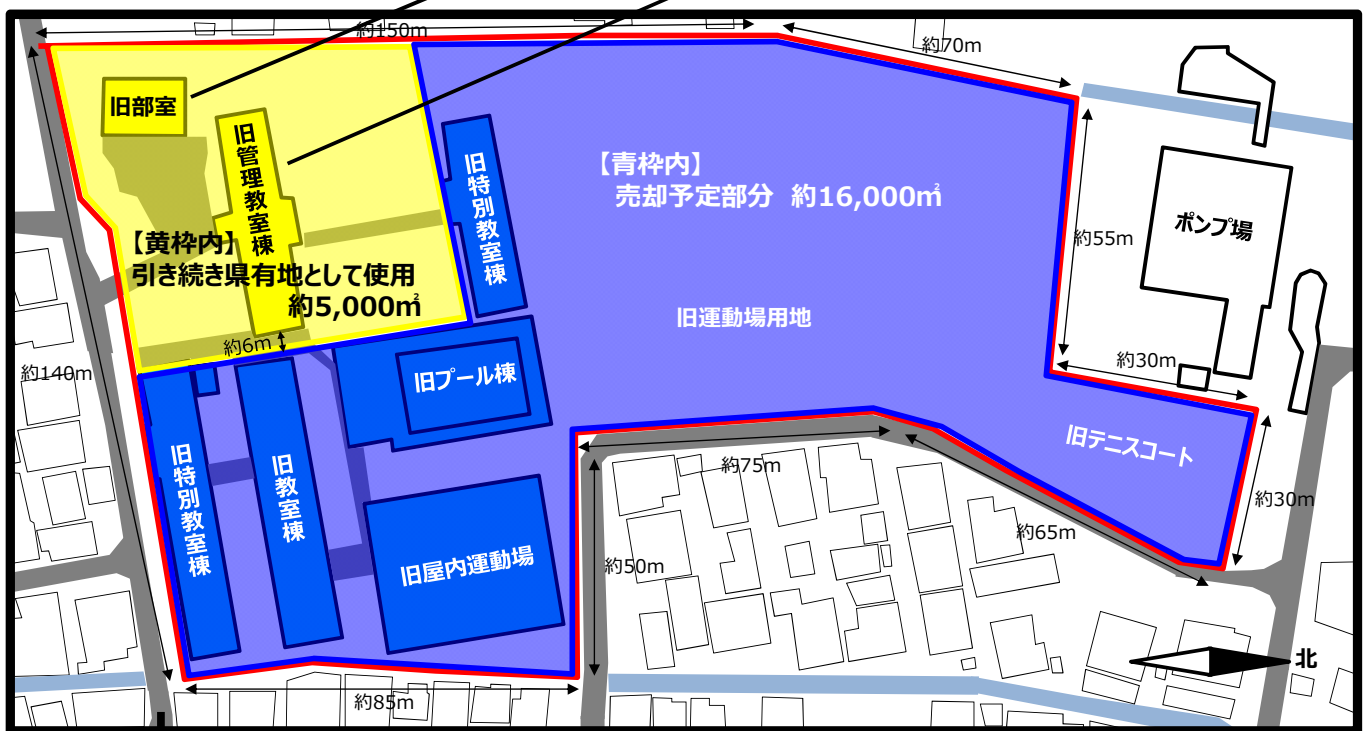 約150m
約70m
旧部室
旧管理教室棟
旧特別教室棟
【青枠内】
売却予定部分 約16,000㎡
ポンプ場
約55m
【黄枠内】
引き続き県有地として使用
約5,000㎡
旧運動場用地
約6m
約30m
約140m
旧プール棟
旧特別教室棟
旧教室棟
旧テニスコート
約75m
約30m
約65m
旧屋内運動場
約50m
北
約85m